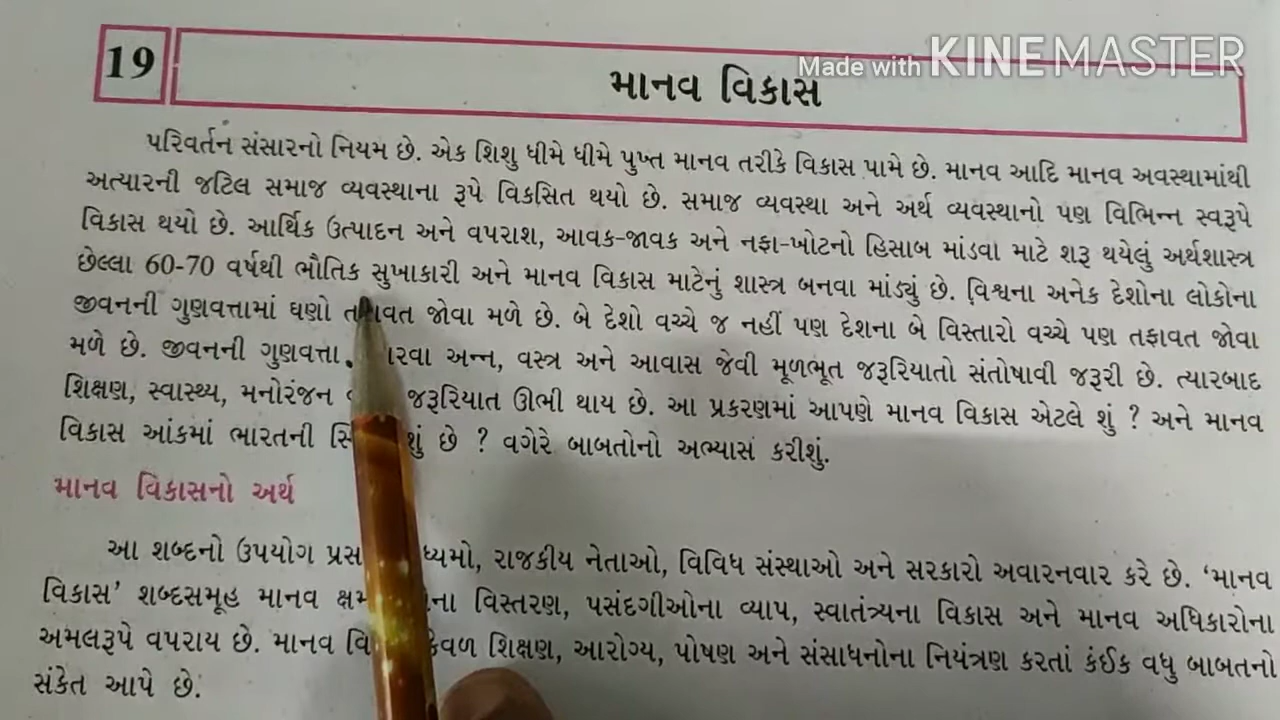 Made with KINEMASTER
19
માનવ વિકાસ
પરિવર્તન સંસારનો નિયમ છે. એક શિશુ ધીમે ધીમે પુખ્ત માનવ તરીકે વિકાસ પામે છે. માનવ આદિ માનવ અવસ્થામાંથી
અત્યારની જટિલ સમાજ વ્યવસ્થાના રૂપે વિકસિત થયો છે. સમાજ વ્યવસ્થા અને અર્થ વ્યવસ્થાનો પણ વિભિન્ન સ્વરૂપે
વિકાસ થયો છે. આર્થિક ઉત્પાદન અને વપરાશ, આવક-જાવક અને નફા-ખોટનો હિસાબ માંડવા માટે શરૂ થયેલું અર્થશાસ્ત્ર
છેલ્લા 60-70 વર્ષથી ભૌતિક સુખાકારી અને માનવ વિકાસ માટેનું શાસ્ત્ર બનવા માંડ્યું છે. વિશ્વના અનેક દેશોના લોકોના
જીવનની ગુણવત્તામાં ઘણો જોવા મળે છે. બે દેશો વચ્ચે જ નહીં પણ દેશના બે વિસ્તારો વચ્ચે પણ તફાવત જોવા
મળે છે. જીવનની ગુણવત્તા અન્ન, વસ્ત્ર અને આવાસ જેવી મૂળભૂત જરૂરિયાતો સંતોષાવી જરૂરી છે. ત્યારબાદ
શિક્ષણ, સ્વાસ્થ્ય, મનોરંજન જરૂરિયાત ઊભી થાય છે. આ પ્રકરણમાં આપણે માનવ વિકાસ એટલે શું ? અને માનવ
વિકાસ આંકમાં ભારતની શું છે ? વગેરે બાબતોનો અભ્યાસ કરીશું.
માનવ વિકાસનો અર્થ
આ શબ્દનો ઉપયોગ રાજકીય નેતાઓ, વિવિધ સંસ્થાઓ અને સરકારો અવારનવાર કરે છે. ‘માનવ
વિકાસ’ શબ્દસમૂહ માનવ વિસ્તરણ, પસંદગીઓના વ્યાપ, સ્વાતંત્ર્યના વિકાસ અને માનવ અધિકારોના
અમલરૂપે વપરાય છે. માનવ શિક્ષણ, આરોગ્ય, પોષણ અને સંસાધનોના નિયંત્રણ કરતાં કંઈક વધુ બાબતનો
સંકેત આપે છે.